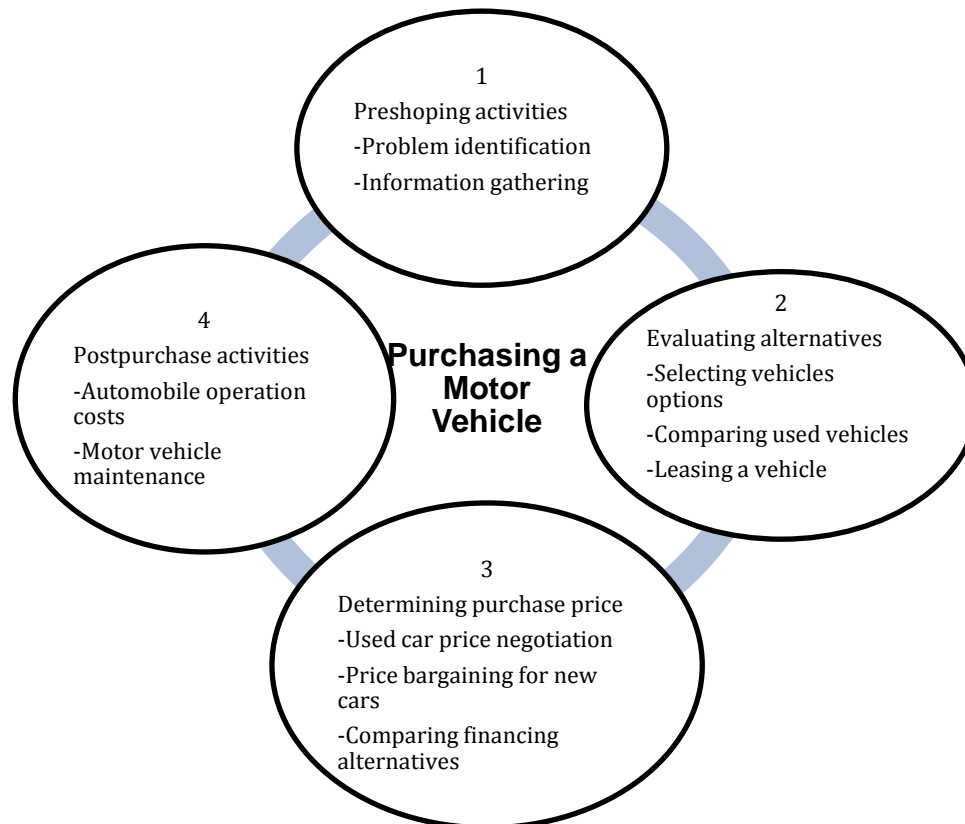 1
Preshoping activities
-Problem identification
-Information gathering
2
Evaluating alternatives
-Selecting vehicles
options
-Comparing used vehicles
-Leasing a vehicle
3
Determining purchase price
-Used car price negotiation
-Price bargaining for new
cars
-Comparing financing
alternatives
4
Postpurchase activities
-Automobile operation
costs
-Motor vehicle
maintenance
Purchasing a
Motor
Vehicle